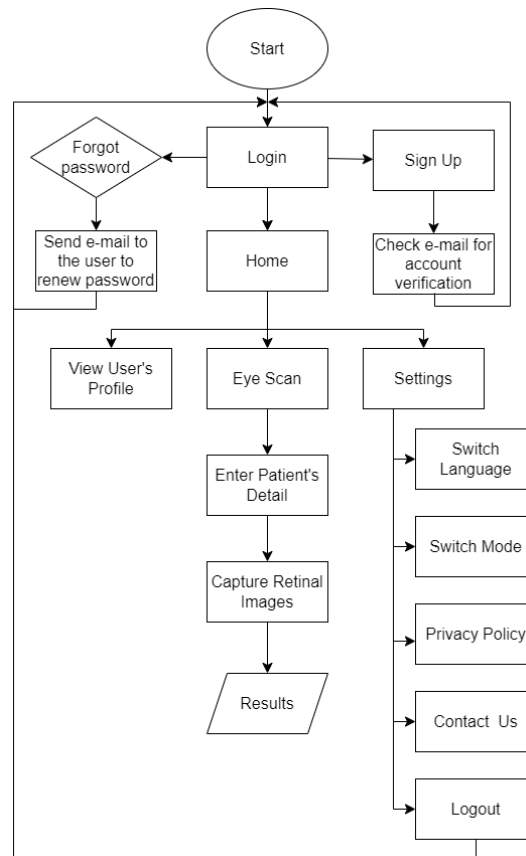 Start
Forgot
password
Login
Sign Up
Send e-mail to
the user to
renew password
Home
Check e-mail for
account
verification
View User's
Profile
Eye Scan
Settings
Switch
Language
Enter Patient's
Detail
Switch Mode
Capture Retinal
Images
Privacy Policy
Results
Contact Us
Logout